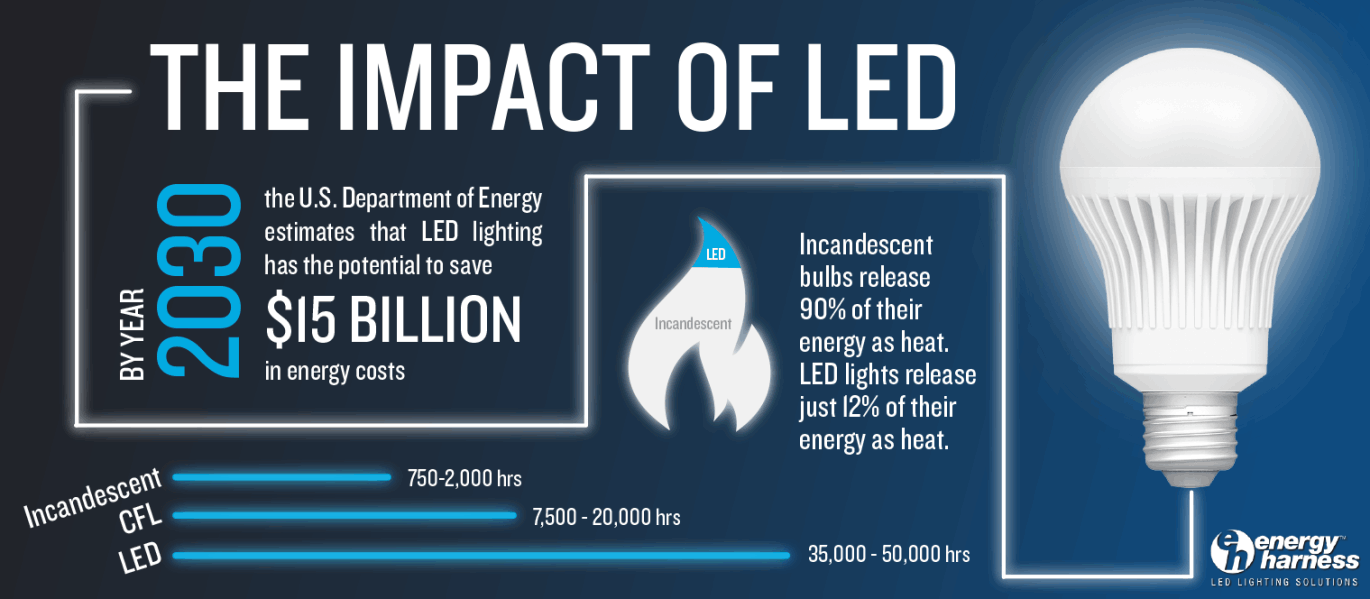 THE IMPACT OF LED
BY YEAR
2030
the U.S. Department of Energy
estimates that LED lighting
has the potential to save
$15 BILLION
in energy costs
LED
Incandescent
Incandescent
bulbs release
90% of their
energy as heat.
LED lights release
just 12% of their
energy as heat.
Incandescent 750-2,000 hrs
CFL 7,500 - 20,000 hrs
LED 35,000 - 50,000 hrs
eh energy™
harness
LED LIGHTING SOLUTIONS